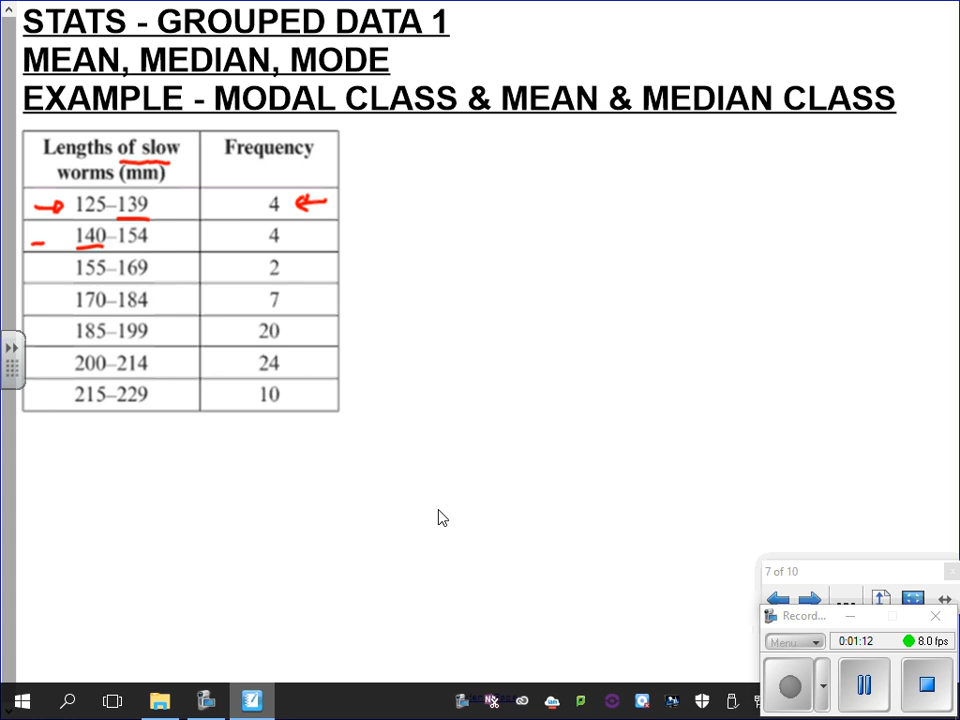 STATS - GROUPED DATA 1
MEAN, MEDIAN, MODE
EXAMPLE - MODAL CLASS & MEAN & MEDIAN CLASS
Lengths of slow worms (mm) Frequency
125–139 4
140–154 4
155–169 2
170–184 7
185–199 20
200–214 24
215–229 10
7 of 10
Record...
Menu 0:01:12 8.0 fps